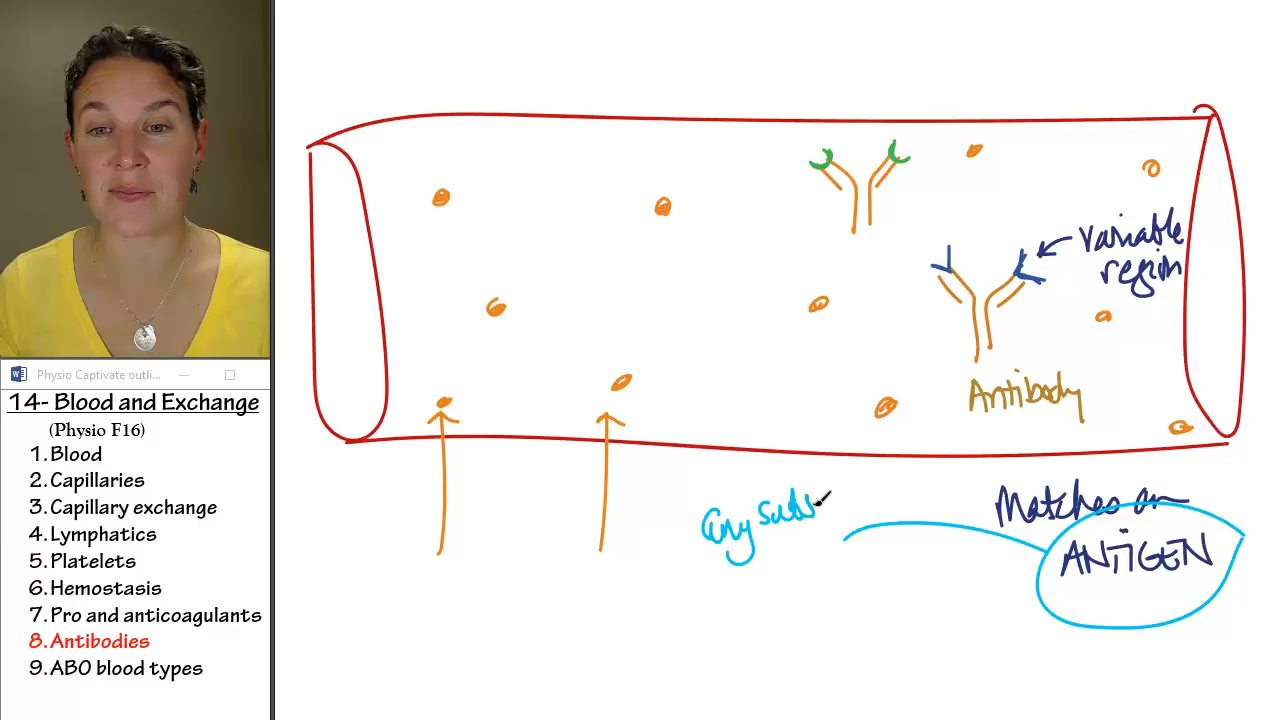 Physio Captivate outli...
14- Blood and Exchange
(Physio F16)
1. Blood
2. Capillaries
3. Capillary exchange
4. Lymphatics
5. Platelets
6. Hemostasis
7. Pro and anticoagulants
8. Antibodies
9. ABO blood types
variable
region
Antibody
any subs
Matches an
ANTIGEN